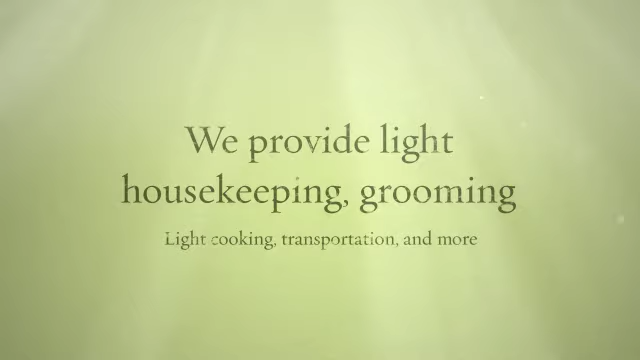 We provide light
housekeeping, grooming
Light cooking, transportation, and more